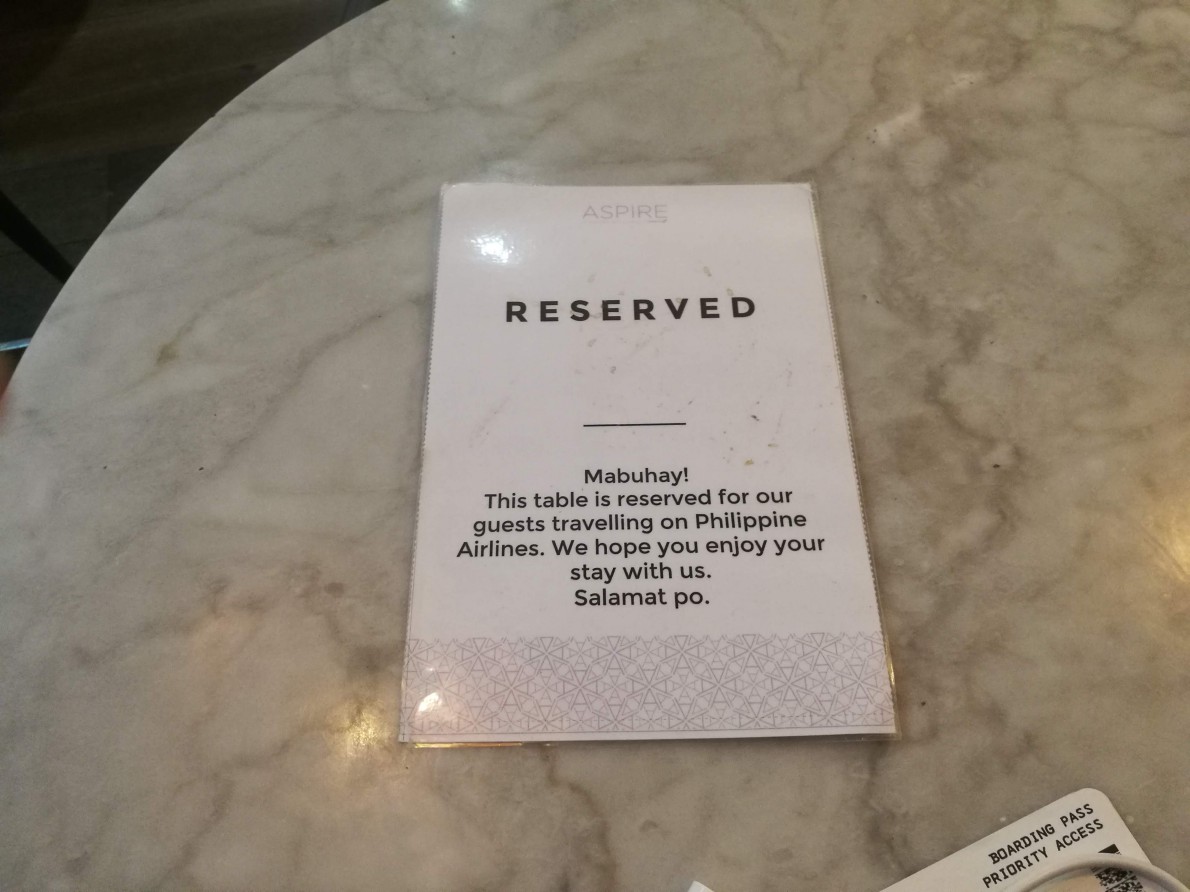 ASPIRE
RESERVED
Mabuhay!
This table is reserved for our
guests travelling on Philippine
Airlines. We hope you enjoy your
stay with us.
Salamat po.
BOARDING PASS
PRIORITY ACCESS